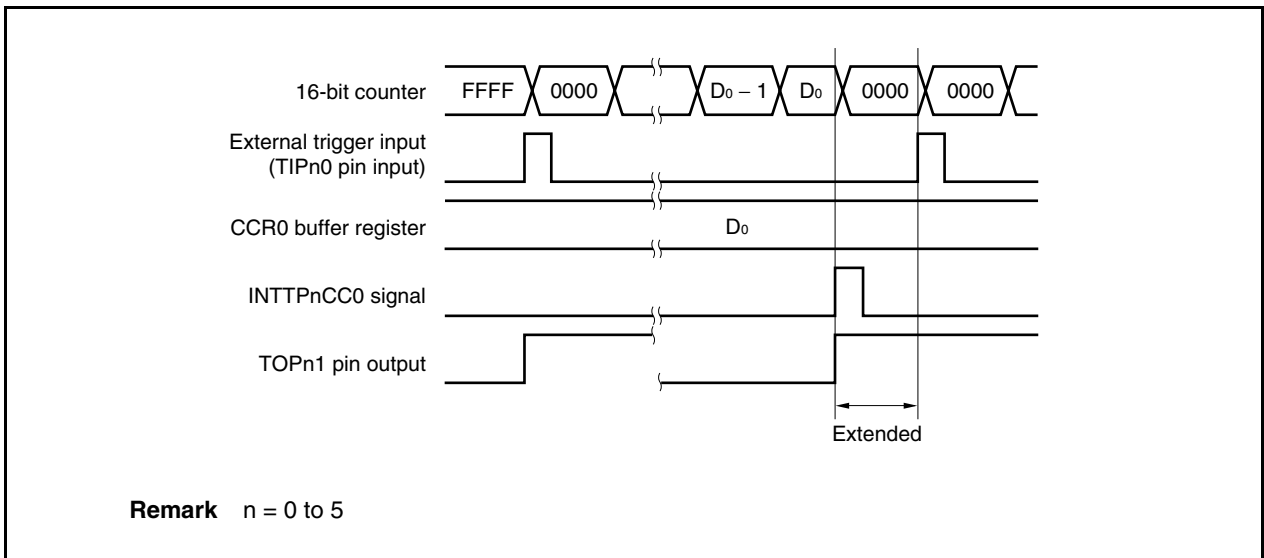 16-bit counter FFFF 0000 D0 − 1 D0 0000 0000
External trigger input
(TIPn0 pin input)
CCR0 buffer register D0
INTTPnCC0 signal
TOPn1 pin output
Extended
Remark n = 0 to 5